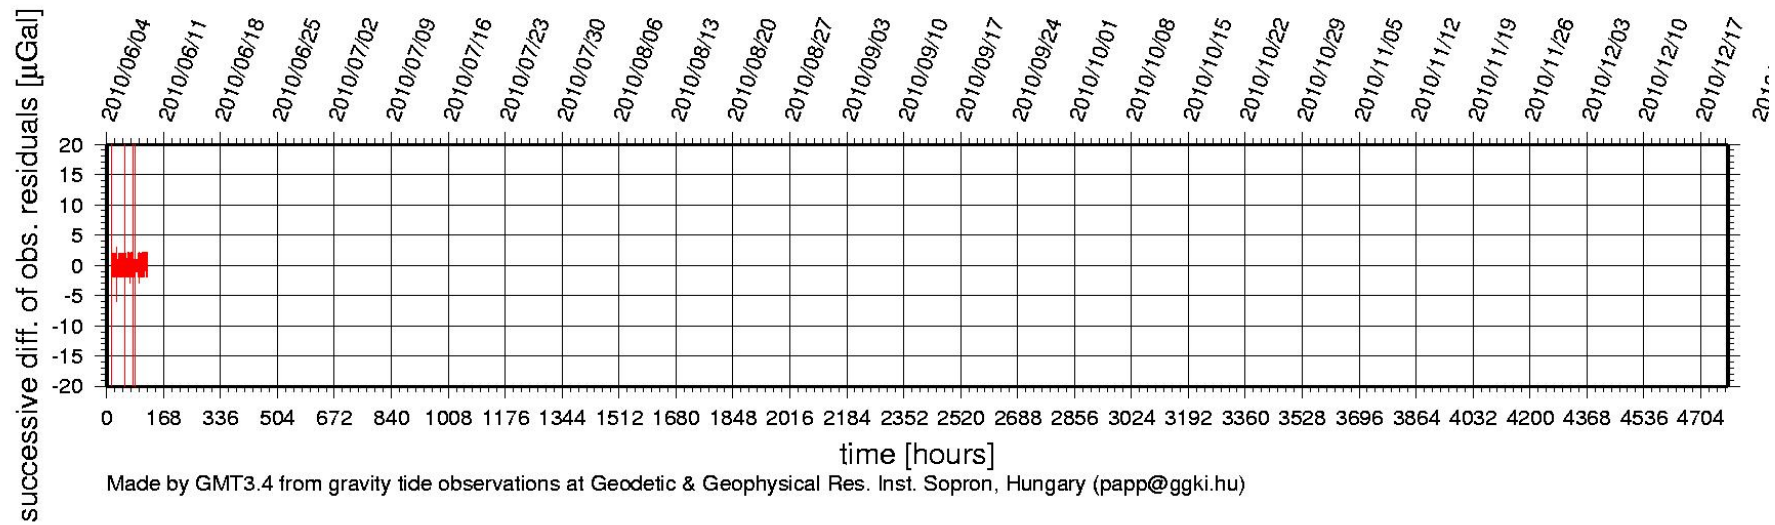 successive diff. of obs. residuals [µGal]
2010/06/04 2010/06/11 2010/06/18 2010/06/25 2010/07/02 2010/07/09 2010/07/16 2010/07/23 2010/07/30 2010/08/06 2010/08/13 2010/08/20 2010/08/27 2010/09/03 2010/09/10 2010/09/17 2010/09/24 2010/10/01 2010/10/08 2010/10/15 2010/10/22 2010/10/29 2010/11/05 2010/11/12 2010/11/19 2010/11/26 2010/12/03 2010/12/10 2010/12/17
20
15
10
5
0
-5
-10
-15
-20
0 168 336 504 672 840 1008 1176 1344 1512 1680 1848 2016 2184 2352 2520 2688 2856 3024 3192 3360 3528 3696 3864 4032 4200 4368 4536 4704
time [hours]
Made by GMT3.4 from gravity tide observations at Geodetic & Geophysical Res. Inst. Sopron, Hungary (papp@ggki.hu)